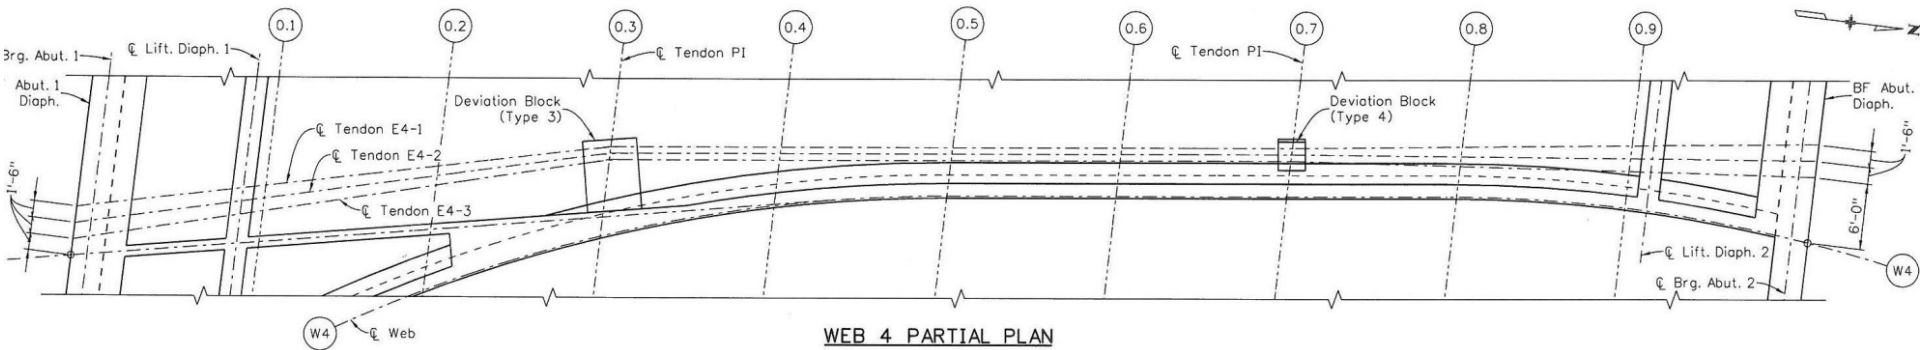 0.1
0.2
0.3
0.4
0.5
0.6
0.7
0.8
0.9
N
Brg. Abut. 1
℄ Lift. Diaph. 1
℄ Tendon PI
℄ Tendon PI
Abut. 1
Diaph.
Deviation Block
(Type 3)
Deviation Block
(Type 4)
BF Abut.
Diaph.
℄ Tendon E4-1
℄ Tendon E4-2
℄ Tendon E4-3
1'-6"
1'-6"
6'-0"
℄ Lift. Diaph. 2
℄ Brg. Abut. 2
W4
W4
℄ Web
WEB 4 PARTIAL PLAN